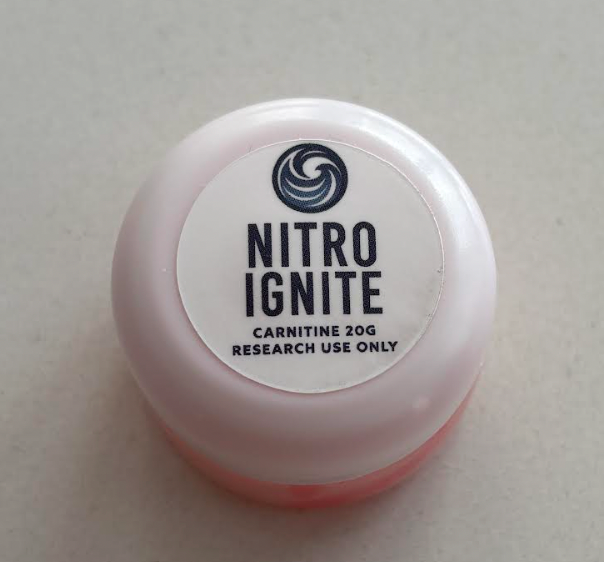 NITRO
IGNITE
CARNITINE 20G
RESEARCH USE ONLY